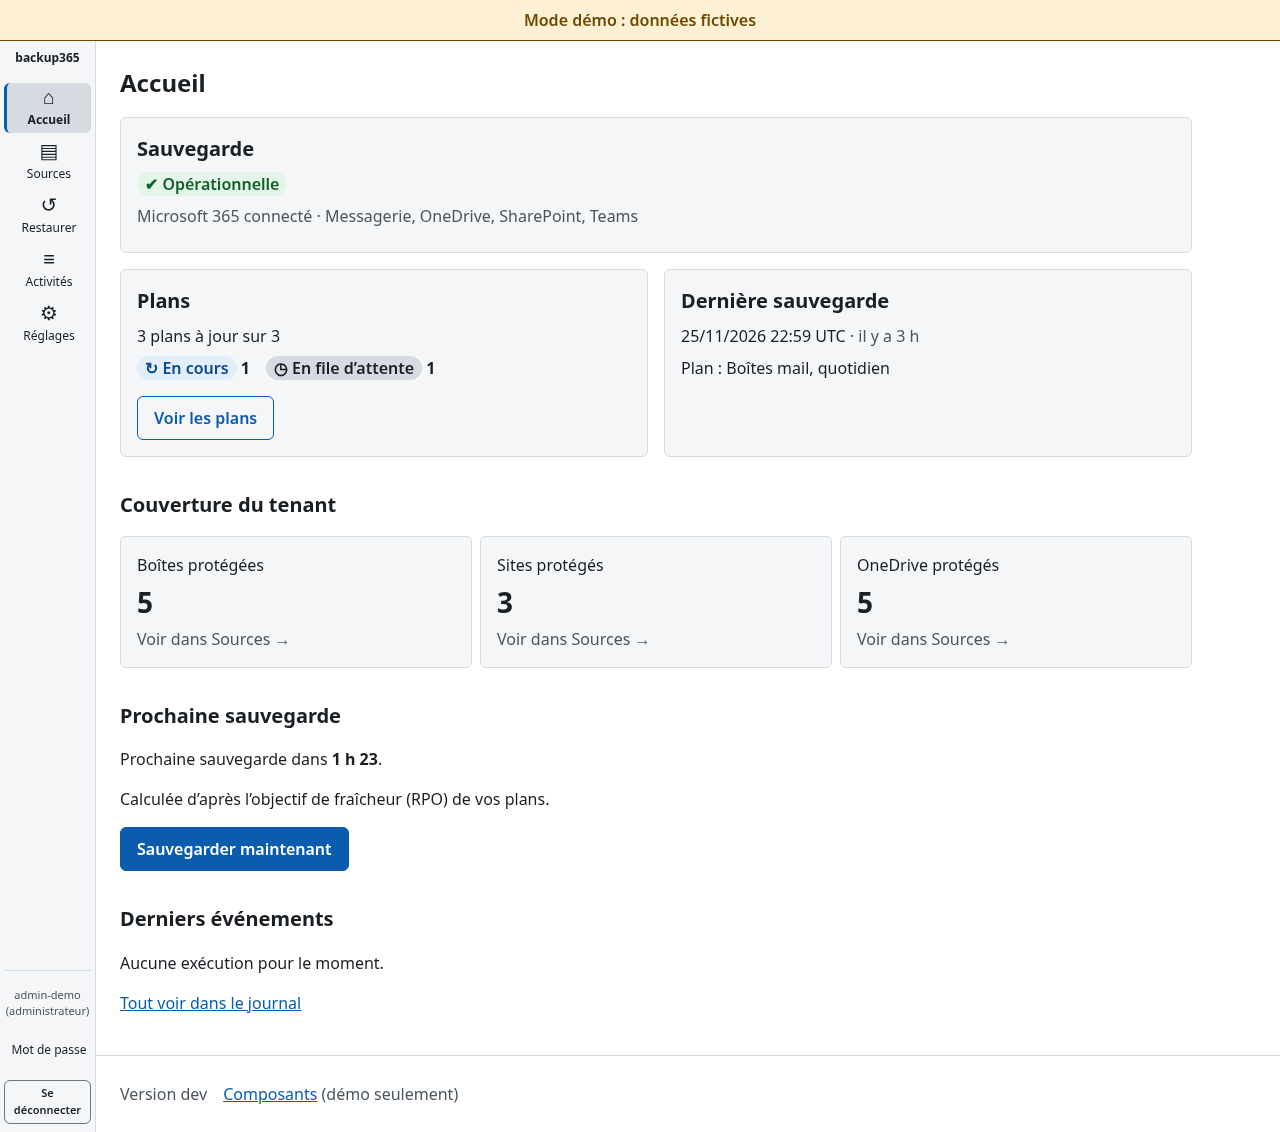 Mode démo : données fictives
backup365
Accueil
Sources
Restaurer
Activités
Réglages
admin-demo
(administrateur)
Mot de passe
Se
déconnecter
Accueil
Sauvegarde
✔ Opérationnelle
Microsoft 365 connecté · Messagerie, OneDrive, SharePoint, Teams
Plans
3 plans à jour sur 3
↻ En cours 1 ◷ En file d’attente 1
Voir les plans
Dernière sauvegarde
25/11/2026 22:59 UTC · il y a 3 h
Plan : Boîtes mail, quotidien
Couverture du tenant
Boîtes protégées
5
Voir dans Sources →
Sites protégés
3
Voir dans Sources →
OneDrive protégés
5
Voir dans Sources →
Prochaine sauvegarde
Prochaine sauvegarde dans 1 h 23.
Calculée d’après l’objectif de fraîcheur (RPO) de vos plans.
Sauvegarder maintenant
Derniers événements
Aucune exécution pour le moment.
Tout voir dans le journal
Version dev Composants (démo seulement)